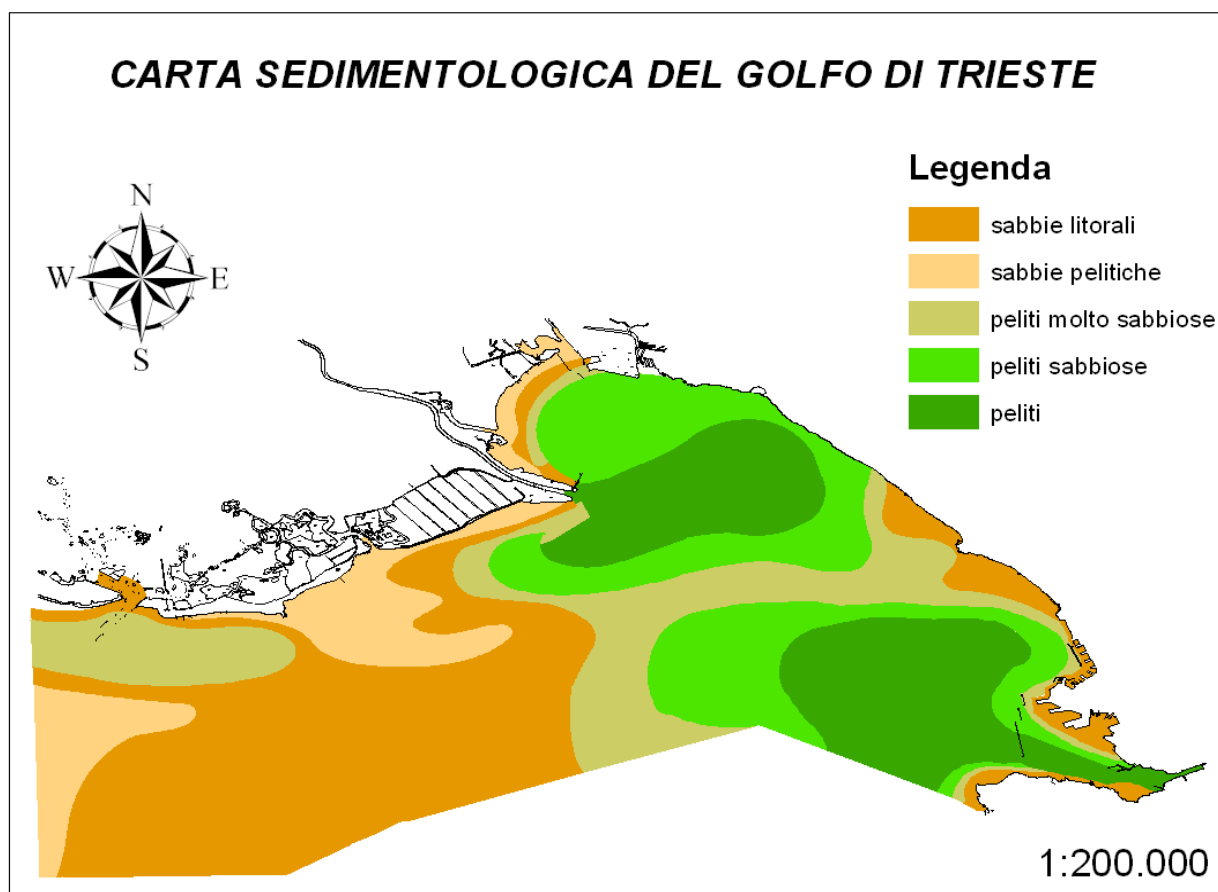 CARTA SEDIMENTOLOGICA DEL GOLFO DI TRIESTE
Legenda
sabbie litorali
sabbie pelitiche
peliti molto sabbiose
peliti sabbiose
peliti
N
W
E
S
1:200.000